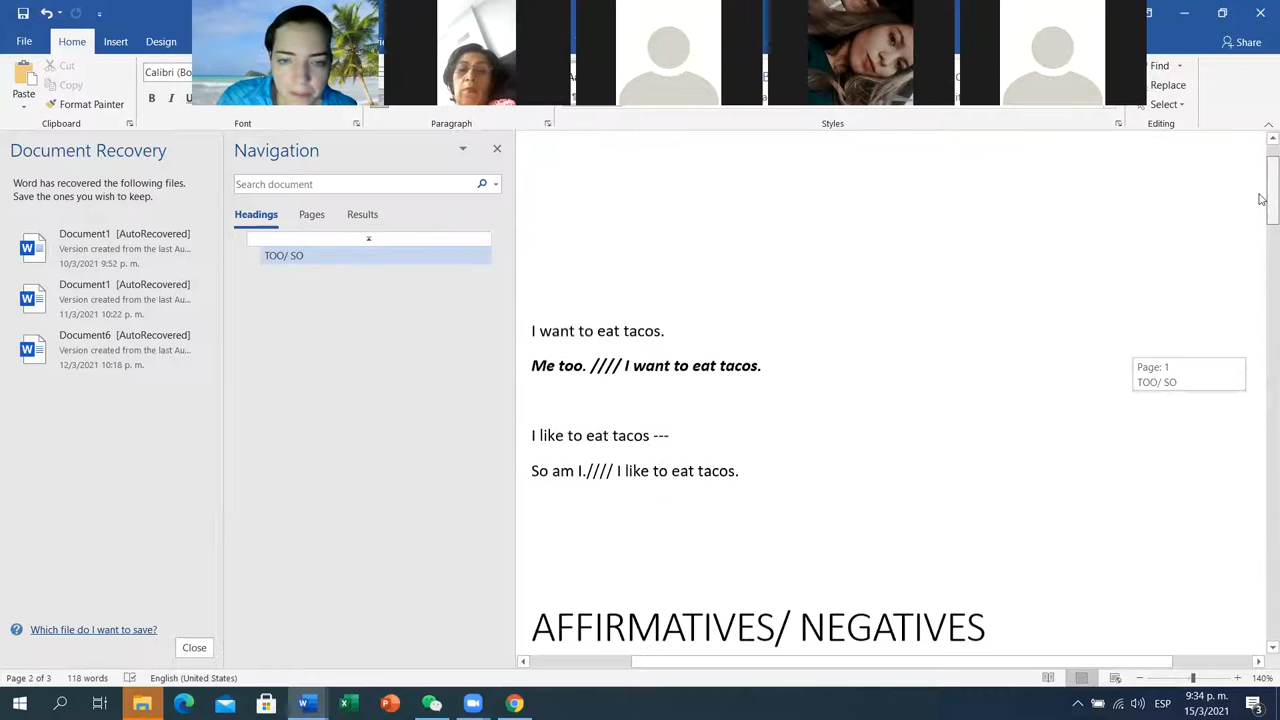 File
Home
Insert
Design
Share
Paste
Cut
Copy
Format Painter
Calibri (Bo
B I U
Find
Replace
Select
Clipboard
Font
Paragraph
Styles
Editing
Document Recovery
Word has recovered the following files.
Save the ones you wish to keep.
Document1 [AutoRecovered]
Version created from the last Au...
10/3/2021 9:52 p. m.
Document1 [AutoRecovered]
Version created from the last Au...
11/3/2021 10:22 p. m.
Document6 [AutoRecovered]
Version created from the last Au...
12/3/2021 10:18 p. m.
Which file do I want to save?
Close
Navigation
Search document
Headings Pages Results
TOO/ SO
I want to eat tacos.
Me too. //// I want to eat tacos.
I like to eat tacos ---
So am I.//// I like to eat tacos.
AFFIRMATIVES/ NEGATIVES
Page: 1
TOO/ SO
Page 2 of 3 118 words English (United States)
140%
ESP
9:34 p. m.
15/3/2021
3